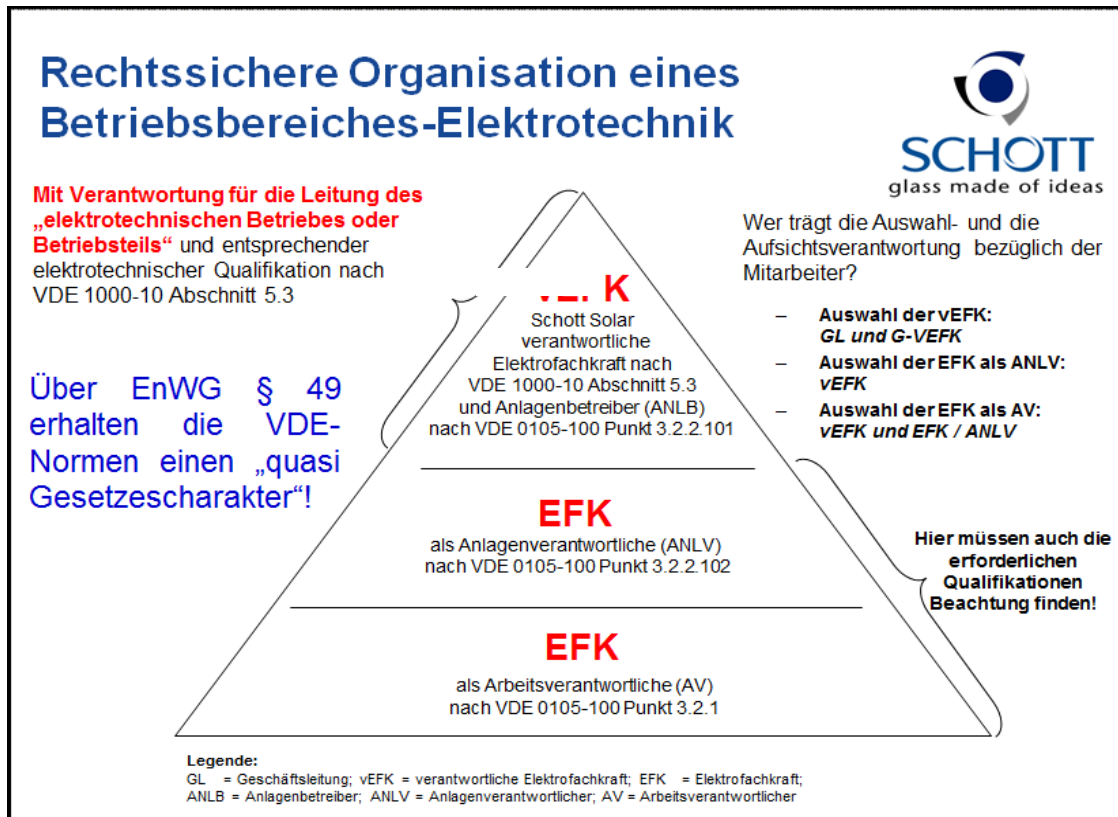 Rechtssichere Organisation eines
Betriebsbereiches-Elektrotechnik
SCHOTT
glass made of ideas
Mit Verantwortung für die Leitung des
„elektrotechnischen Betriebes oder
Betriebsteils“ und entsprechender
elektrotechnischer Qualifikation nach
VDE 1000-10 Abschnitt 5.3
Über EnWG § 49
erhalten die VDE-
Normen einen „quasi
Gesetzescharakter“!
vEFK
Schott Solar
verantwortliche
Elektrofachkraft nach
VDE 1000-10 Abschnitt 5.3
und Anlagenbetreiber (ANLB)
nach VDE 0105-100 Punkt 3.2.2.101
EFK
als Anlagenverantwortliche (ANLV)
nach VDE 0105-100 Punkt 3.2.2.102
EFK
als Arbeitsverantwortliche (AV)
nach VDE 0105-100 Punkt 3.2.1
Wer trägt die Auswahl- und die
Aufsichtsverantwortung bezüglich der
Mitarbeiter?
– Auswahl der vEFK:
GL und G-VEFK
– Auswahl der EFK als ANLV:
vEFK
– Auswahl der EFK als AV:
vEFK und EFK / ANLV
Hier müssen auch die
erforderlichen
Qualifikationen
Beachtung finden!
Legende:
GL = Geschäftsleitung; vEFK = verantwortliche Elektrofachkraft; EFK = Elektrofachkraft;
ANLB = Anlagenbetreiber; ANLV = Anlagenverantwortlicher; AV = Arbeitsverantwortlicher